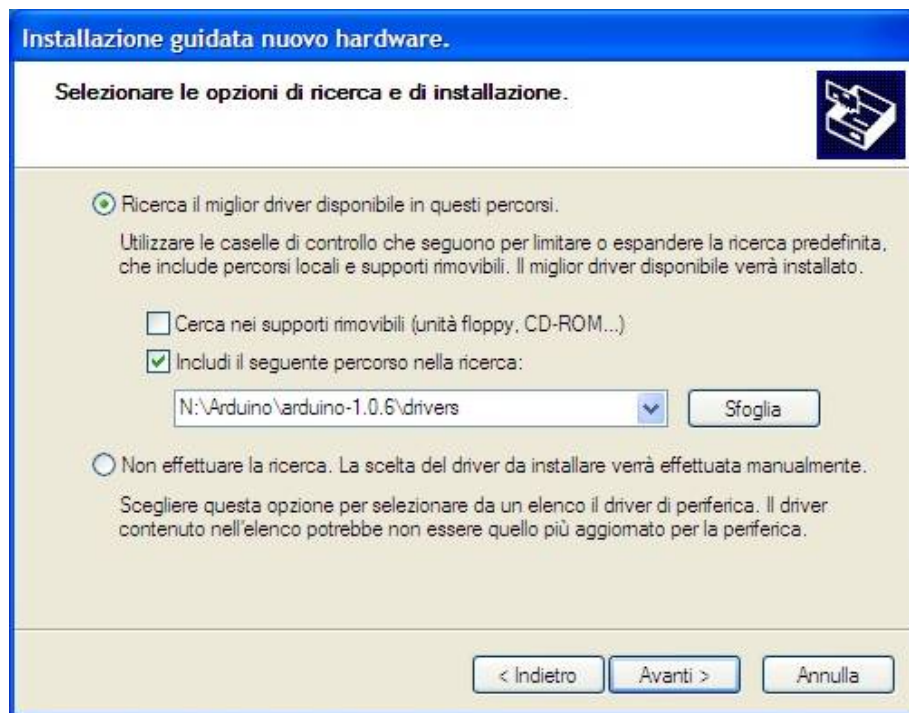 Installazione guidata nuovo hardware.
Selezionare le opzioni di ricerca e di installazione.
Ricerca il miglior driver disponibile in questi percorsi.
Utilizzare le caselle di controllo che seguono per limitare o espandere la ricerca predefinita,
che include percorsi locali e supporti rimovibili. Il miglior driver disponibile verrà installato.
Cerca nei supporti rimovibili (unità floppy, CD-ROM...)
Includi il seguente percorso nella ricerca:
N:\Arduino\arduino-1.0.6\drivers
Sfoglia
Non effettuare la ricerca. La scelta del driver da installare verrà effettuata manualmente.
Scegliere questa opzione per selezionare da un elenco il driver di periferica. Il driver
contenuto nell'elenco potrebbe non essere quello più aggiornato per la periferica.
< Indietro
Avanti >
Annulla